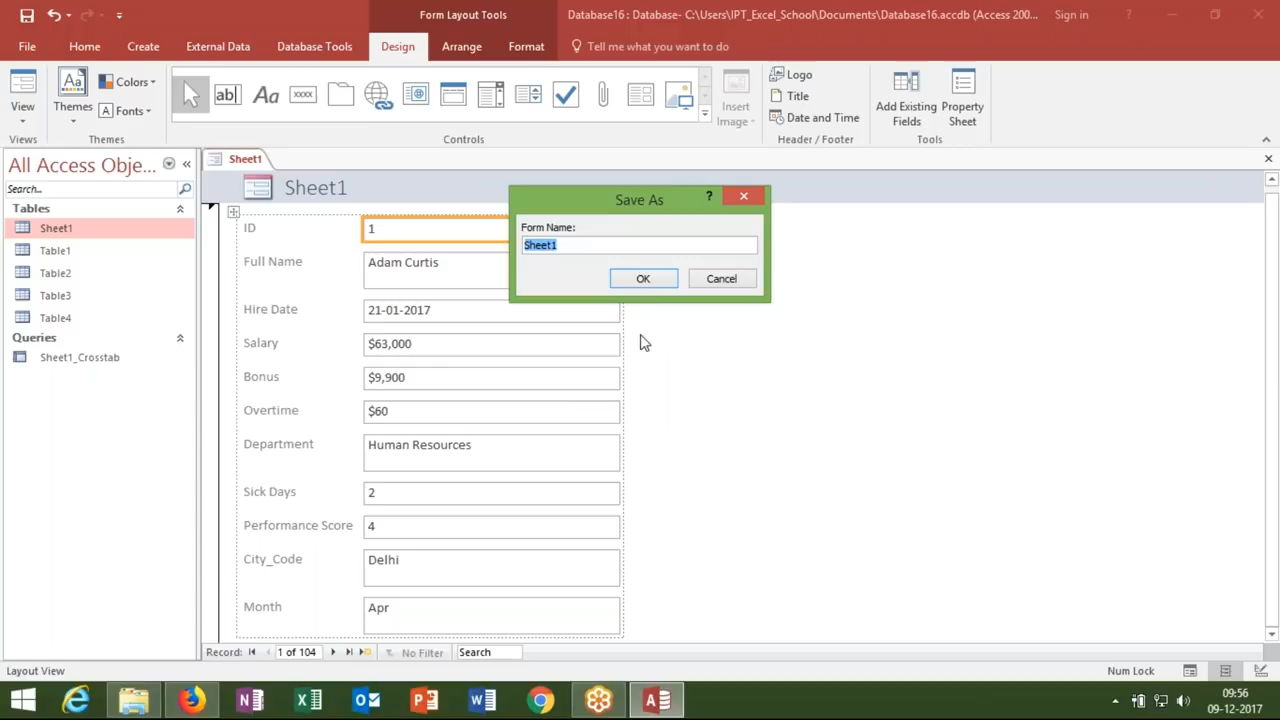 Form Layout Tools
Database16 : Database- C:\Users\IPT_Excel_School\Documents\Database16.accdb (Access 200...
Sign in
?
File
Home
Create
External Data
Database Tools
Design
Arrange
Format
Tell me what you want to do
View
Themes
Colors
Fonts
ab|
Aa
xxxx
Insert Image
Logo
Title
Date and Time
Add Existing Fields
Property Sheet
Views
Themes
Controls
Header / Footer
Tools
All Access Obje...
Search...
Tables
Sheet1
Table1
Table2
Table3
Table4
Queries
Sheet1_Crosstab
Sheet1
Sheet1
ID
1
Full Name
Adam Curtis
Hire Date
21-01-2017
Salary
$63,000
Bonus
$9,900
Overtime
$60
Department
Human Resources
Sick Days
2
Performance Score
4
City_Code
Delhi
Month
Apr
Save As
?
Form Name:
Sheet1
OK
Cancel
Record:
1 of 104
No Filter
Search
Layout View
Num Lock
09:56
09-12-2017